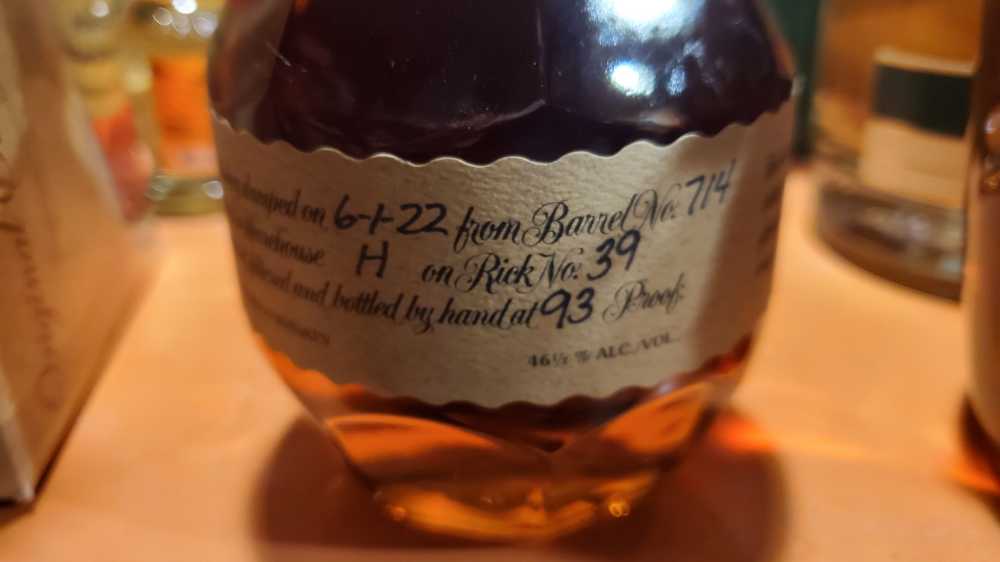 dumped on 6-1-22 from Barrel No. 714
Warehouse H on Rick No. 39
and bottled by hand at 93 Proof.
46½ % ALC./VOL.